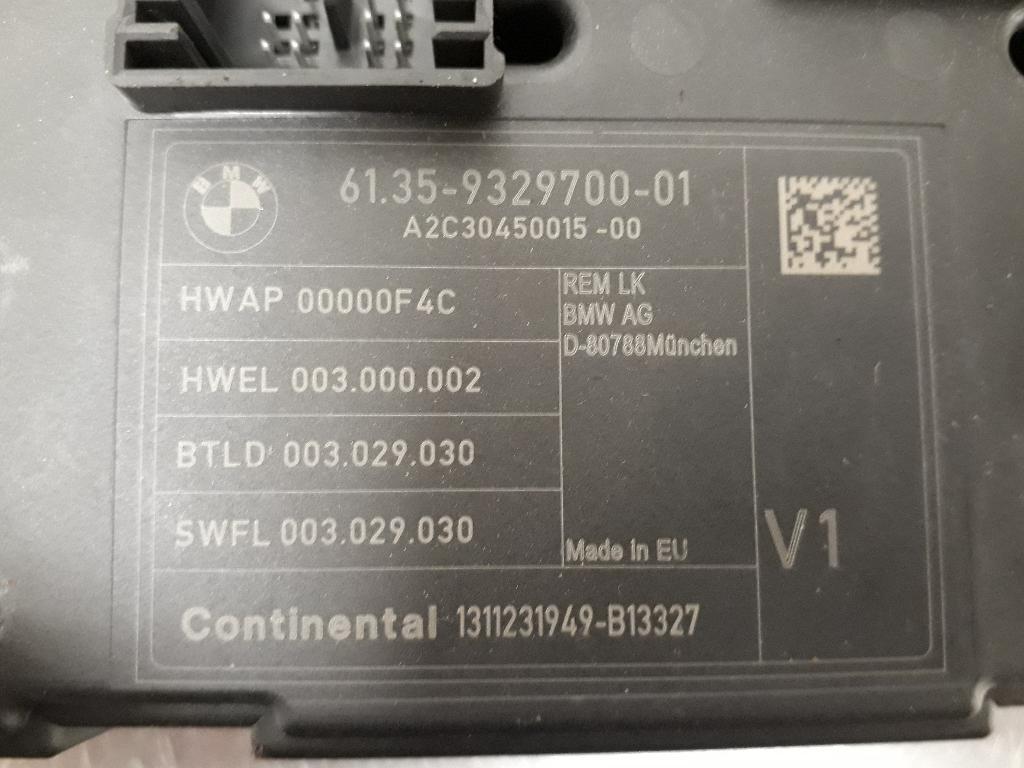 BMW
61.35-9329700-01
A2C30450015-00
HWAP 00000F4C
HWEL 003.000.002
BTLD 003.029.030
SWFL 003.029.030
REM LK
BMW AG
D-80788München
Made in EU
V1
Continental 1311231949-B13327